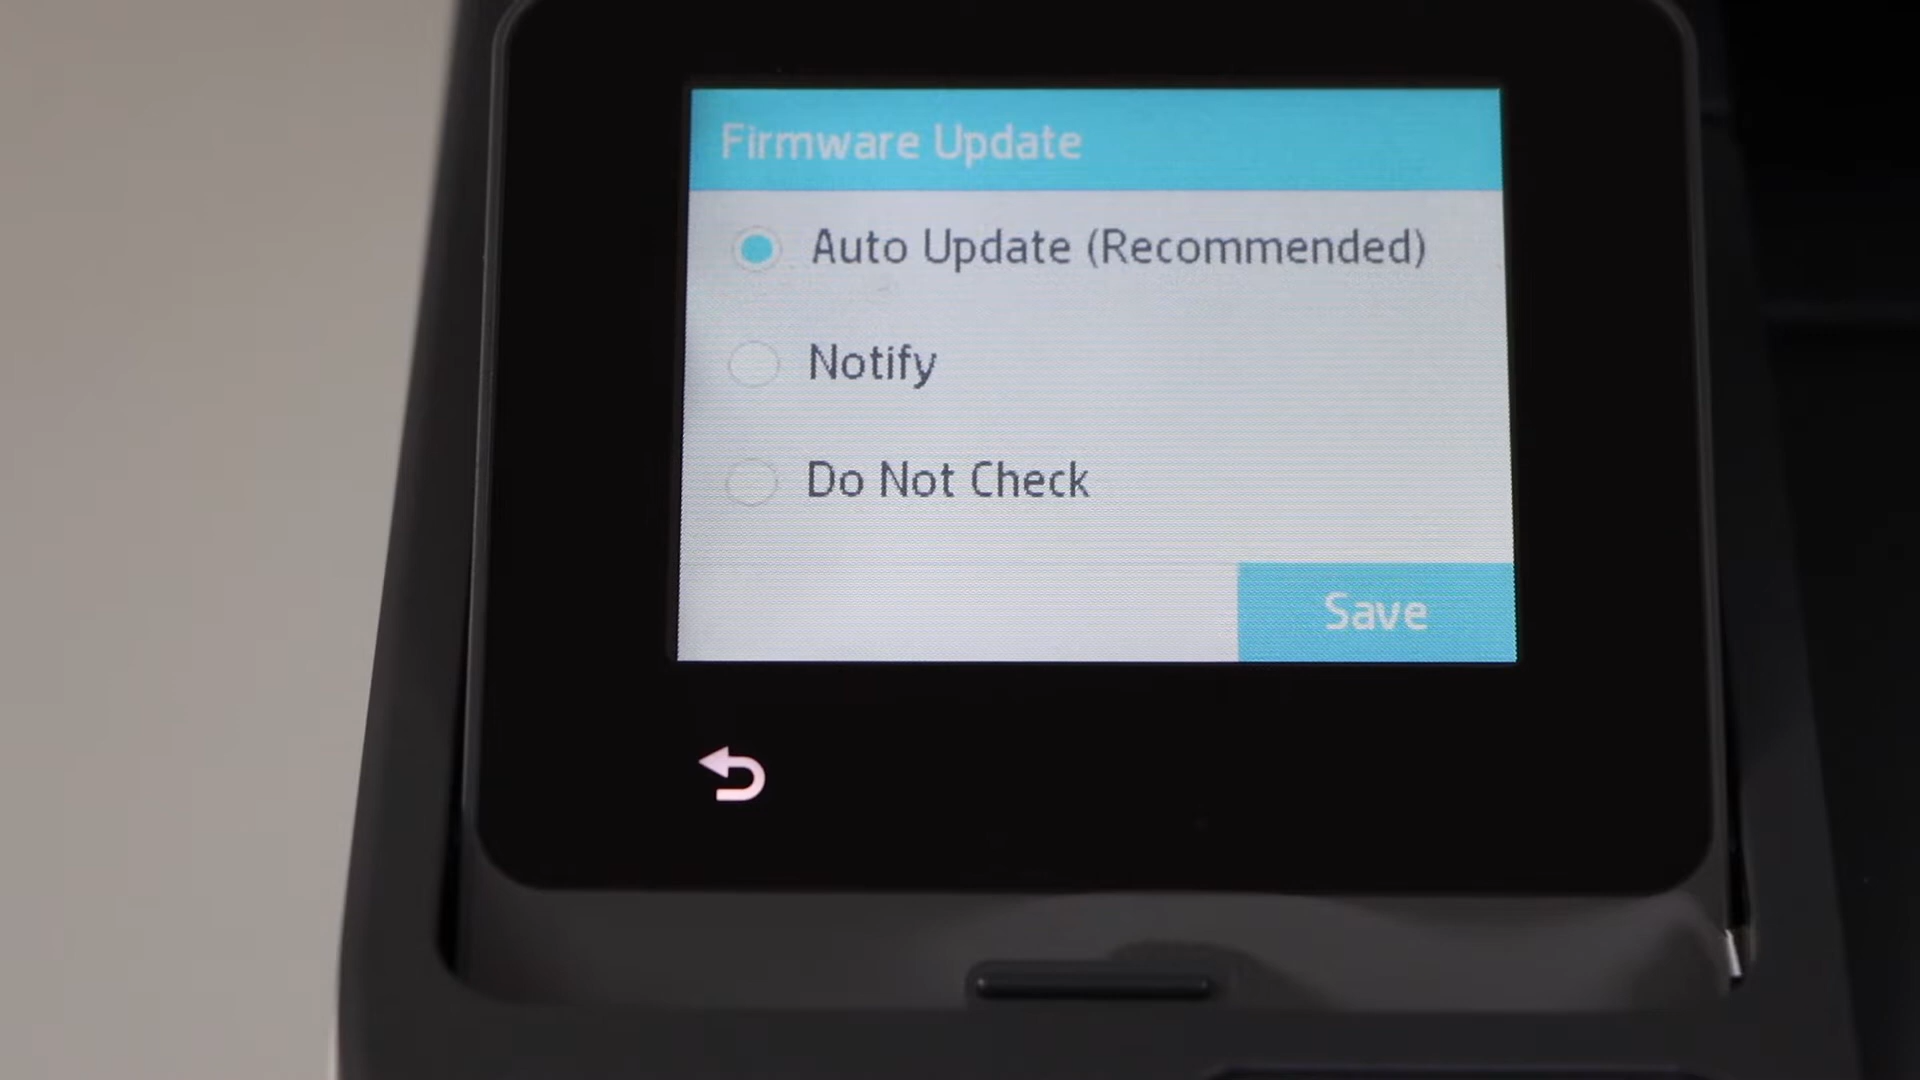 Firmware Update
Auto Update (Recommended)
Notify
Do Not Check
Save